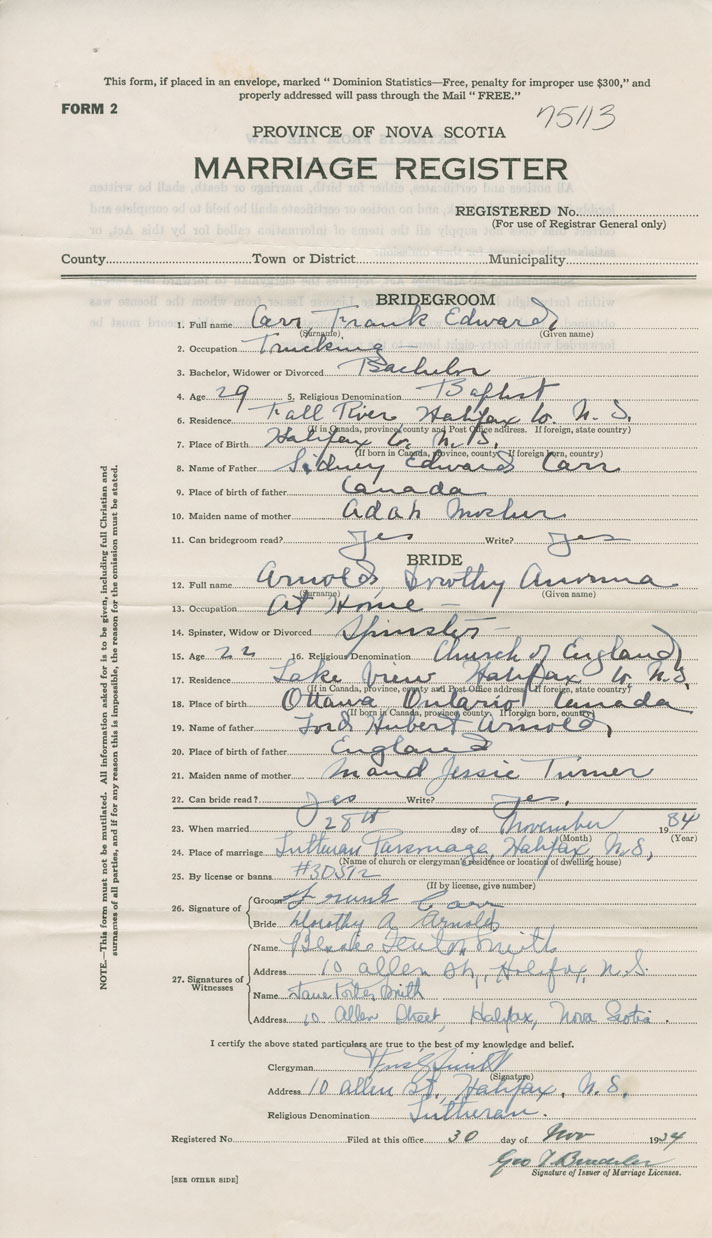 This form, if placed in an envelope, marked "Dominion Statistics—Free, penalty for improper use $300," and
properly addressed will pass through the Mail "FREE."
FORM 2
75113
PROVINCE OF NOVA SCOTIA
MARRIAGE REGISTER
REGISTERED No.
(For use of Registrar General only)
County Town or District Municipality
BRIDEGROOM
1. Full name Carr, Frank Edward
(Surname) (Given name)
2. Occupation Trucking
3. Bachelor, Widower or Divorced Bachelor
4. Age 29 5. Religious Denomination Baptist
6. Residence Fall River Halifax Co. N. S.
(If in Canada, province, county and Post Office address. If foreign, state country)
7. Place of Birth Halifax Co. N. S.
(If born in Canada, province, county. If foreign born, country)
8. Name of Father Sidney Edward Carr
9. Place of birth of father Canada
10. Maiden name of mother Adah Mosher
11. Can bridegroom read? Yes Write? Yes
BRIDE
12. Full name Arnold, Dorothy
(Surname) (Given name)
13. Occupation At Home —
14. Spinster, Widow or Divorced Spinster —
15. Age 22 16. Religious Denomination Church of England
17. Residence Lake View Halifax Co N.S.
(If in Canada, province, county and Post Office address. If foreign, state country)
18. Place of birth Ottawa Ontario Canada
(If born in Canada, province, county. If foreign born, country)
19. Name of father Hubert Arnold
20. Place of birth of father England
21. Maiden name of mother Maud Jessie Turner
22. Can bride read? Yes Write? Yes.
23. When married 28th day of November 1934
(Month) (Year)
24. Place of marriage Lutheran Parsonage, Halifax, N.S.,
(Name of church or clergyman's residence or location of dwelling house)
25. By license or banns #30512
(If by license, give number)
26. Signature of
Groom Frank Carr
Bride Dorothy A Arnold
27. Signatures of Witnesses
Name Smith
Address 10 Allen St., Halifax, N.S.
Name Jane Porter Smith
Address 10 Allen Street, Halifax, Nova Scotia.
I certify the above stated particulars are true to the best of my knowledge and belief.
Clergyman
(Signature)
Address 10 Allen St, Halifax, N. S.
Religious Denomination Lutheran.
Registered No. Filed at this office 30 day of Nov 1934
Geo
Signature of Issuer of Marriage Licenses.
[SEE OTHER SIDE]
NOTE.—This form must not be mutilated. All information asked for is to be given, including full Christian and
surnames of all parties, and if for any reason this is impossible, the reason for the omission must be stated.